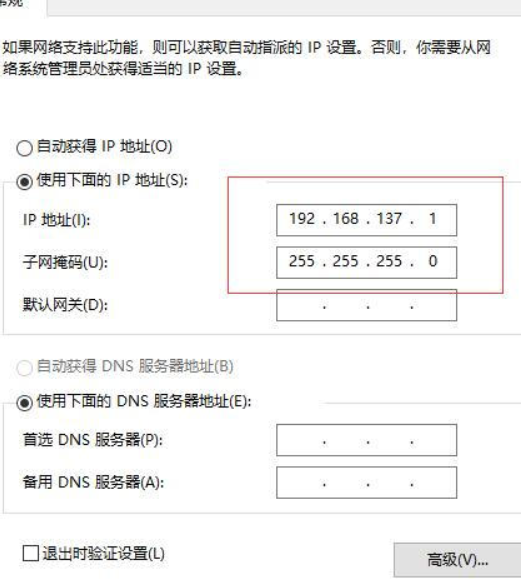 常规
如果网络支持此功能，则可以获取自动指派的 IP 设置。否则，你需要从网
络系统管理员处获得适当的 IP 设置。
自动获得 IP 地址(O)
使用下面的 IP 地址(S):
IP 地址(I): 192 . 168 . 137 . 1
子网掩码(U): 255 . 255 . 255 . 0
默认网关(D): . . .
自动获得 DNS 服务器地址(B)
使用下面的 DNS 服务器地址(E):
首选 DNS 服务器(P): . . .
备用 DNS 服务器(A): . . .
退出时验证设置(L)
高级(V)...